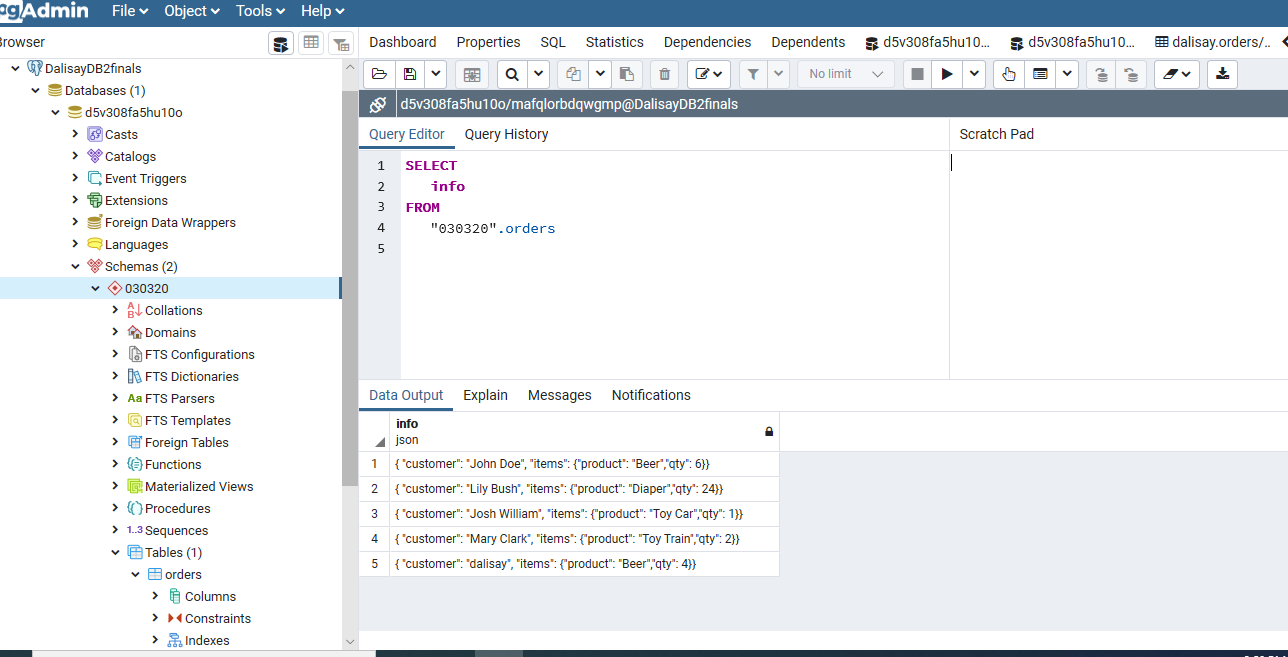 pgAdmin File Object Tools Help
Browser
Dashboard Properties SQL Statistics Dependencies Dependents d5v308fa5hu10... d5v308fa5hu10... dalisay.orders/..
No limit
d5v308fa5hu10o/mafqlorbdqwgmp@DalisayDB2finals
Query Editor Query History
Scratch Pad
1 SELECT
2 info
3 FROM
4 "030320".orders
5
Data Output Explain Messages Notifications
info
json
1 { "customer": "John Doe", "items": {"product": "Beer","qty": 6}}
2 { "customer": "Lily Bush", "items": {"product": "Diaper","qty": 24}}
3 { "customer": "Josh William", "items": {"product": "Toy Car","qty": 1}}
4 { "customer": "Mary Clark", "items": {"product": "Toy Train","qty": 2}}
5 { "customer": "dalisay", "items": {"product": "Beer","qty": 4}}
DalisayDB2finals
Databases (1)
d5v308fa5hu10o
Casts
Catalogs
Event Triggers
Extensions
Foreign Data Wrappers
Languages
Schemas (2)
030320
Collations
Domains
FTS Configurations
FTS Dictionaries
Aa FTS Parsers
FTS Templates
Foreign Tables
Functions
Materialized Views
Procedures
1..3 Sequences
Tables (1)
orders
Columns
Constraints
Indexes